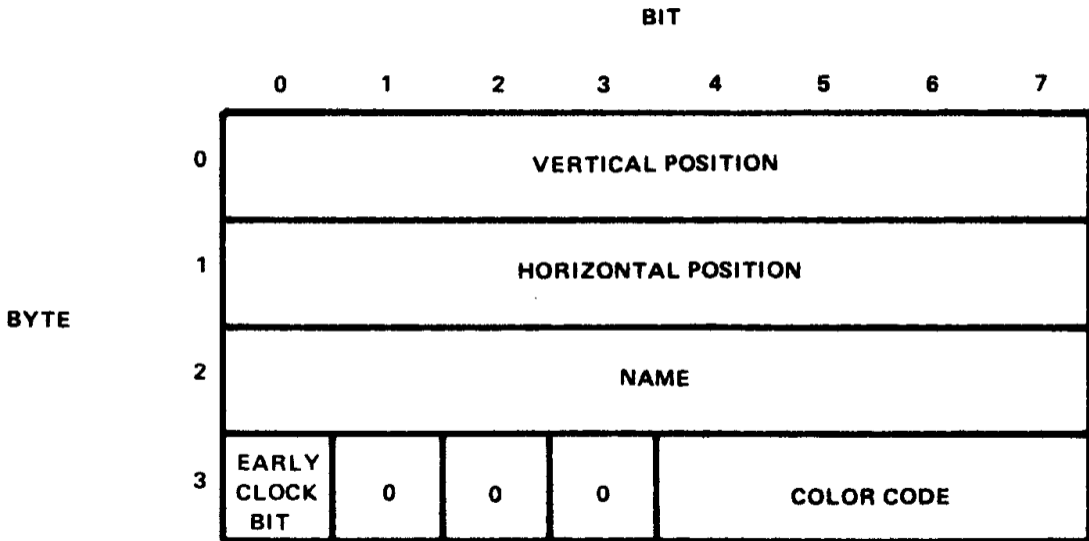 BIT
0 1 2 3 4 5 6 7
0 VERTICAL POSITION
1 HORIZONTAL POSITION
BYTE
2 NAME
3 EARLY CLOCK BIT 0 0 0 COLOR CODE